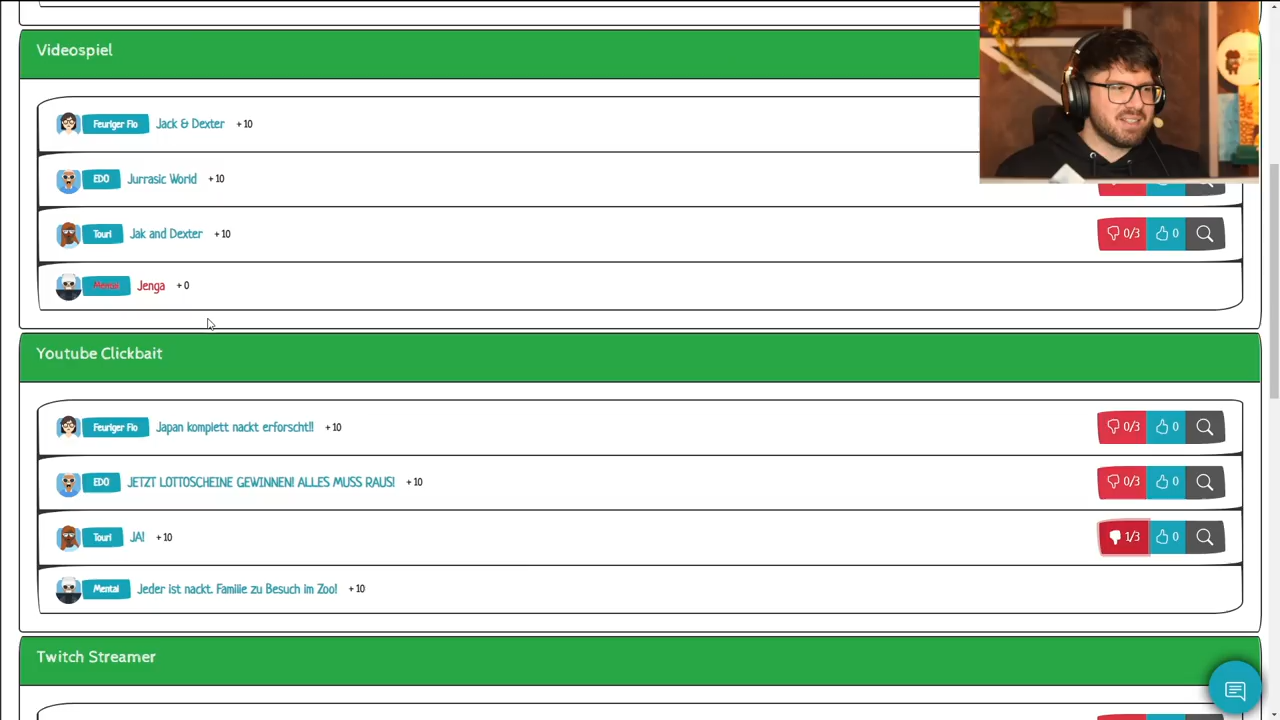 Videospiel
Feuriger Flo Jack & Dexter + 10
EDO Jurrasic World + 10
Touri Jak and Dexter + 10 0/3 0
Mental Jenga + 0
Youtube Clickbait
Feuriger Flo Japan komplett nackt erforscht!! + 10 0/3 0
EDO JETZT LOTTOSCHEINE GEWINNEN! ALLES MUSS RAUS! + 10 0/3 0
Touri JA! + 10 1/3 0
Mental Jeder ist nackt. Familie zu Besuch im Zoo! + 10
Twitch Streamer